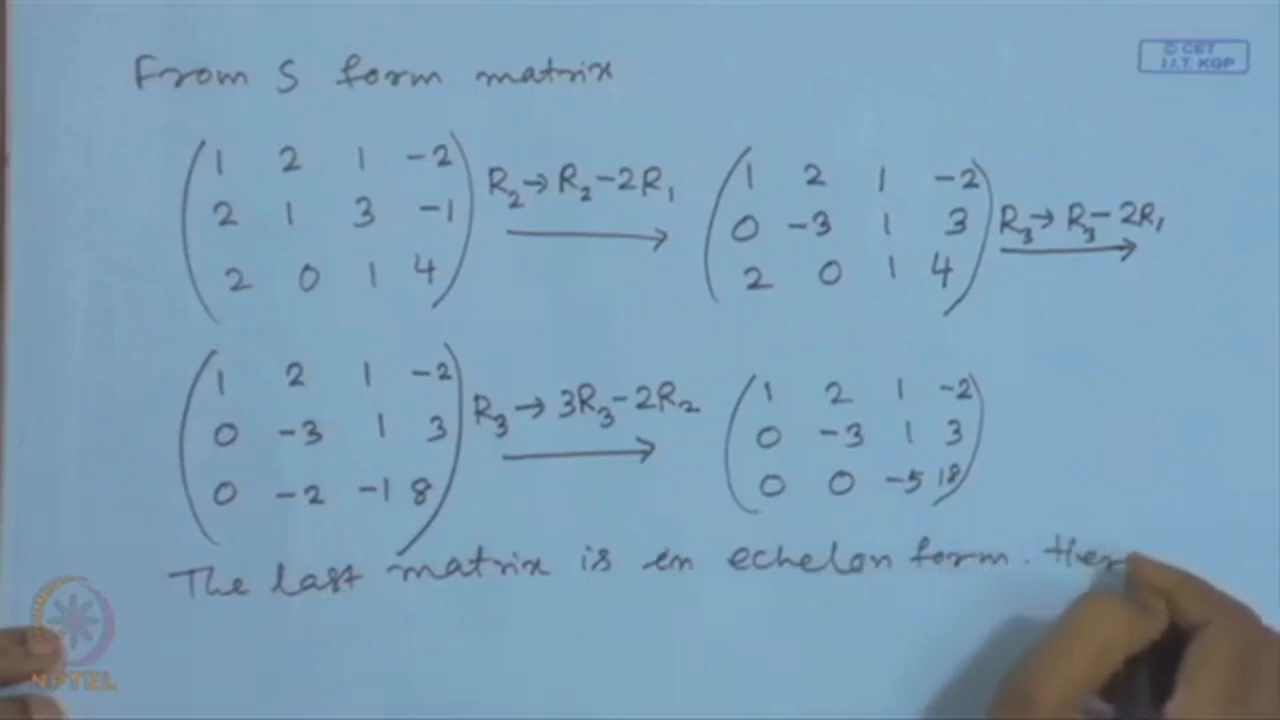 From S form matrix
© CET
I.I.T. KGP
1 2 1 -2
2 1 3 -1
2 0 1 4
R₂→R₂-2R₁
1 2 1 -2
0 -3 1 3
2 0 1 4
R₃→R₃-2R₁
1 2 1 -2
0 -3 1 3
0 -2 -1 8
R₃→3R₃-2R₂
1 2 1 -2
0 -3 1 3
0 0 -5 18
The last matrix is en echelon form. Her
NPTEL